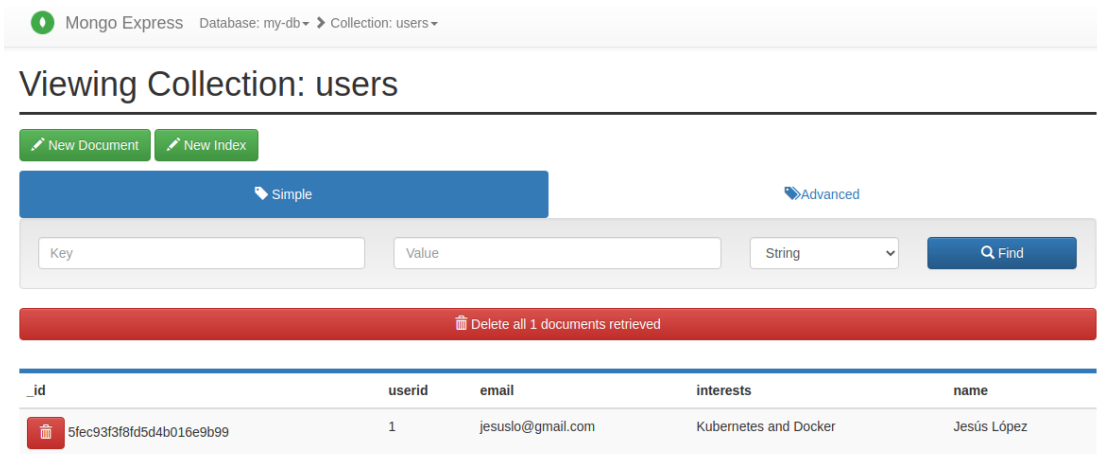 Mongo Express Database: my-db Collection: users
Viewing Collection: users
New Document New Index
Simple Advanced
Key Value String Find
Delete all 1 documents retrieved
_id userid email interests name
5fec93f3f8fd5d4b016e9b99 1 jesuslo@gmail.com Kubernetes and Docker Jesús López